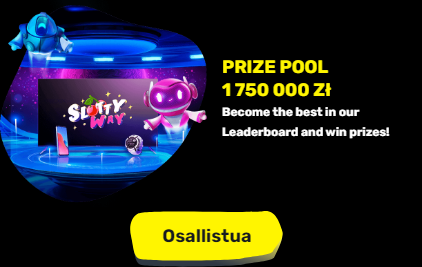 SLOTTY
WAY
PRIZE POOL
1 750 000 Zł
Become the best in our
Leaderboard and win prizes!
Osallistua